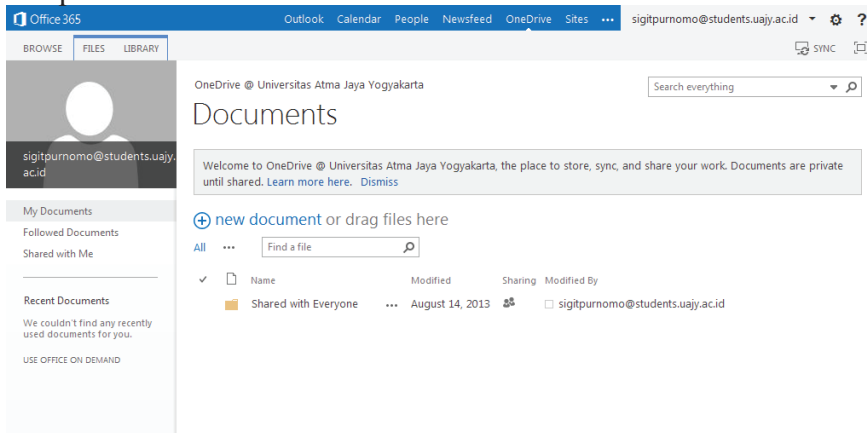 Office 365
Outlook Calendar People Newsfeed OneDrive Sites ••• sigitpurnomo@students.uajy.ac.id ?
BROWSE FILES LIBRARY
SYNC
sigitpurnomo@students.uajy.
ac.id
My Documents
Followed Documents
Shared with Me
Recent Documents
We couldn't find any recently
used documents for you.
USE OFFICE ON DEMAND
OneDrive @ Universitas Atma Jaya Yogyakarta
Search everything
Documents
Welcome to OneDrive @ Universitas Atma Jaya Yogyakarta, the place to store, sync, and share your work. Documents are private
until shared. Learn more here. Dismiss
new document or drag files here
All ••• Find a file
Name Modified Sharing Modified By
Shared with Everyone ••• August 14, 2013 sigitpurnomo@students.uajy.ac.id